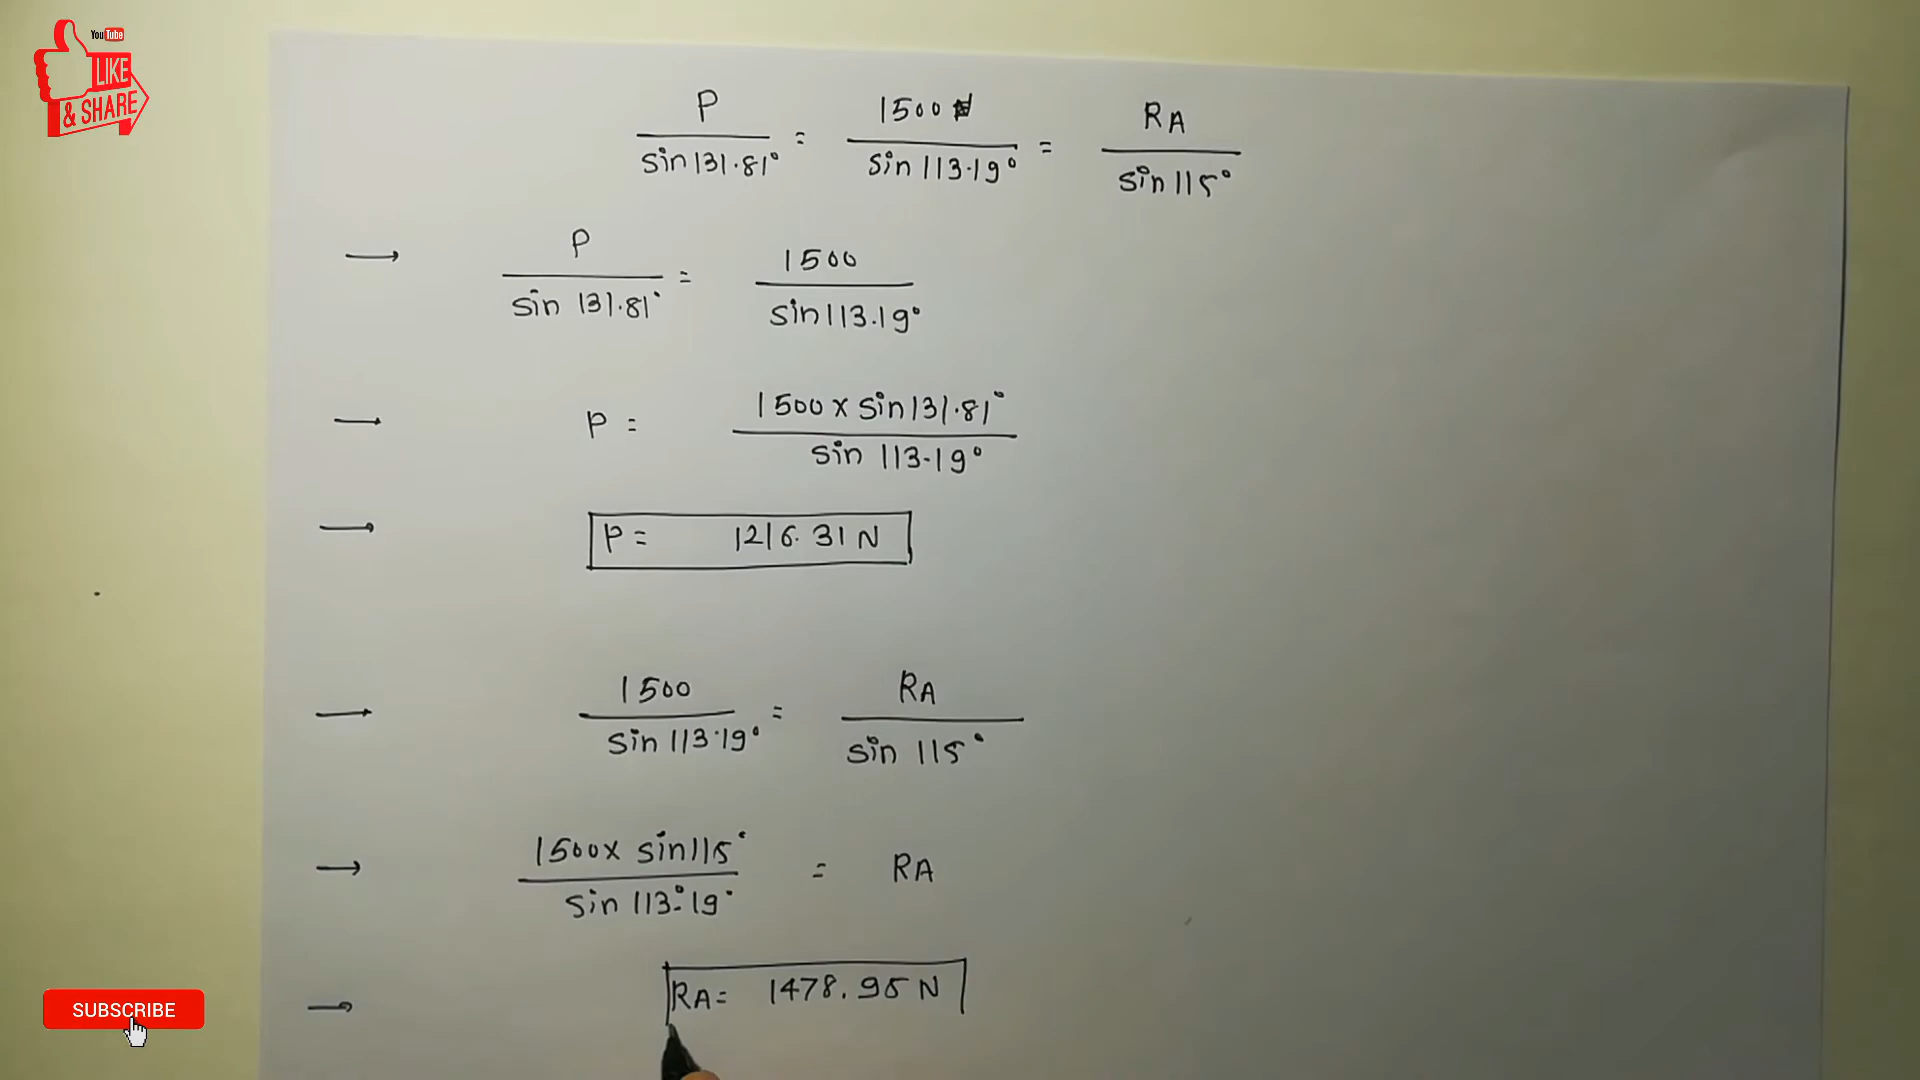 YouTube
LIKE
& SHARE
P/sin 131.81° = 1500 N/sin 113.19° = RA/sin 115°
→ P/sin 131.81° = 1500/sin 113.19°
→ P = 1500 x sin 131.81°/sin 113.19°
→ P = 1216.31 N
→ 1500/sin 113.19° = RA/sin 115°
→ 1500 x sin 115°/sin 113°.19° = RA
→ RA = 1478.95 N
SUBSCRIBE